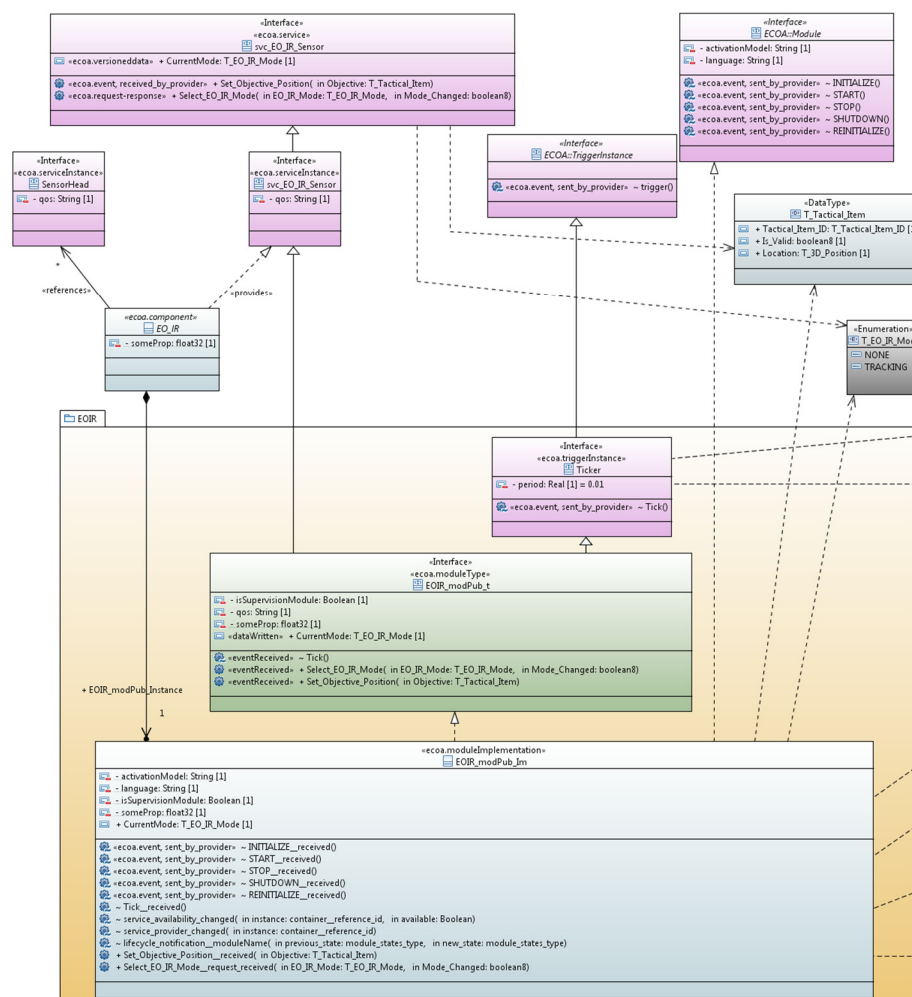 «Interface»
«ecoa.service»
svc_EO_IR_Sensor
«ecoa.versioneddata» + CurrentMode: T_EO_IR_Mode [1]
«ecoa.event, received_by_provider» + Set_Objective_Position( in Objective: T_Tactical_Item)
«ecoa.request-response» + Select_EO_IR_Mode( in EO_IR_Mode: T_EO_IR_Mode, in Mode_Changed: boolean8)
«Interface»
ECOA::Module
- activationModel: String [1]
- language: String [1]
«ecoa.event, sent_by_provider» ~ INITIALIZE()
«ecoa.event, sent_by_provider» ~ START()
«ecoa.event, sent_by_provider» ~ STOP()
«ecoa.event, sent_by_provider» ~ SHUTDOWN()
«ecoa.event, sent_by_provider» ~ REINITIALIZE()
«Interface»
ECOA::TriggerInstance
«ecoa.event, sent_by_provider» ~ trigger()
«Interface»
«ecoa.serviceInstance»
SensorHead
- qos: String [1]
«Interface»
«ecoa.serviceInstance»
svc_EO_IR_Sensor
- qos: String [1]
«DataType»
T_Tactical_Item
+ Tactical_Item_ID: T_Tactical_Item_ID [1
+ Is_Valid: boolean8 [1]
+ Location: T_3D_Position [1]
*
«references»
«provides»
«ecoa.component»
EO_IR
- someProp: float32 [1]
«Enumeration»
T_EO_IR_Mo
NONE
TRACKING
EOIR
«Interface»
«ecoa.triggerInstance»
Ticker
- period: Real [1] = 0.01
«ecoa.event, sent_by_provider» ~ Tick()
«Interface»
«ecoa.moduleType»
EOIR_modPub_t
- isSupervisionModule: Boolean [1]
- qos: String [1]
- someProp: float32 [1]
«dataWritten» + CurrentMode: T_EO_IR_Mode [1]
«eventReceived» ~ Tick()
«eventReceived» + Select_EO_IR_Mode( in EO_IR_Mode: T_EO_IR_Mode, in Mode_Changed: boolean8)
«eventReceived» + Set_Objective_Position( in Objective: T_Tactical_Item)
+ EOIR_modPub_Instance
1
«ecoa.moduleImplementation»
EOIR_modPub_Im
- activationModel: String [1]
- language: String [1]
- isSupervisionModule: Boolean [1]
- someProp: float32 [1]
+ CurrentMode: T_EO_IR_Mode [1]
«ecoa.event, sent_by_provider» ~ INITIALIZE__received()
«ecoa.event, sent_by_provider» ~ START__received()
«ecoa.event, sent_by_provider» ~ STOP__received()
«ecoa.event, sent_by_provider» ~ SHUTDOWN__received()
«ecoa.event, sent_by_provider» ~ REINITIALIZE__received()
~ Tick__received()
~ service_availability_changed( in instance: container__reference_id, in available: Boolean)
~ service_provider_changed( in instance: container__reference_id)
~ lifecycle_notification__moduleName( in previous_state: module_states_type, in new_state: module_states_type)
+ Set_Objective_Position__received( in Objective: T_Tactical_Item)
+ Select_EO_IR_Mode__request_received( in EO_IR_Mode: T_EO_IR_Mode, in Mode_Changed: boolean8)